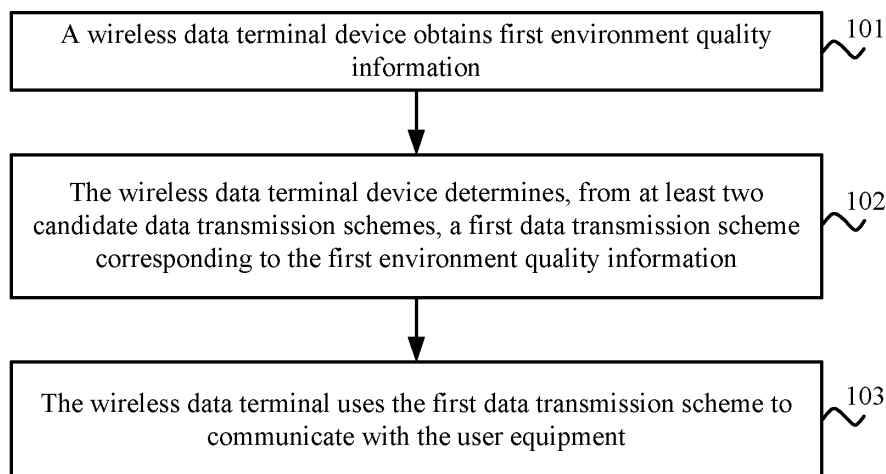 A wireless data terminal device obtains first environment quality
information
101
The wireless data terminal device determines, from at least two
candidate data transmission schemes, a first data transmission scheme
corresponding to the first environment quality information
102
The wireless data terminal uses the first data transmission scheme to
communicate with the user equipment
103